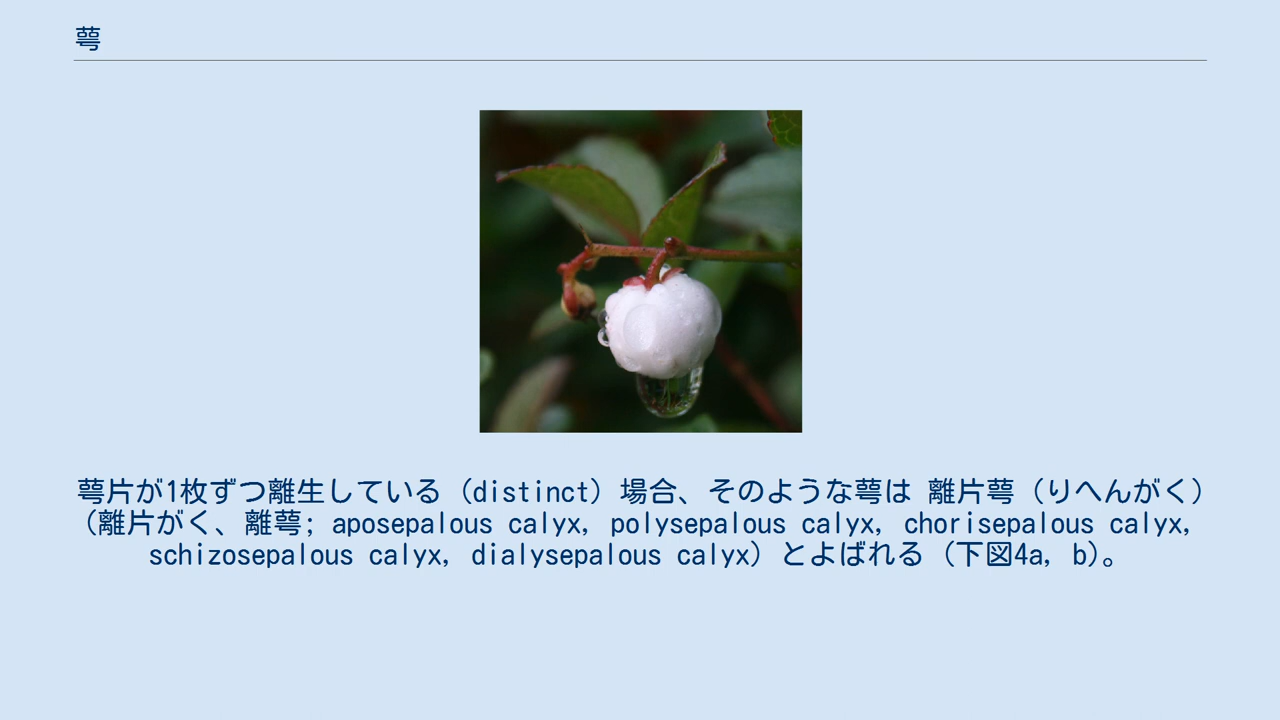 萼
萼片が1枚ずつ離生している（distinct）場合、そのような萼は 離片萼（りへんがく）
（離片がく、離萼; aposepalous calyx, polysepalous calyx, chorisepalous calyx,
schizosepalous calyx, dialysepalous calyx）とよばれる（下図4a, b）。